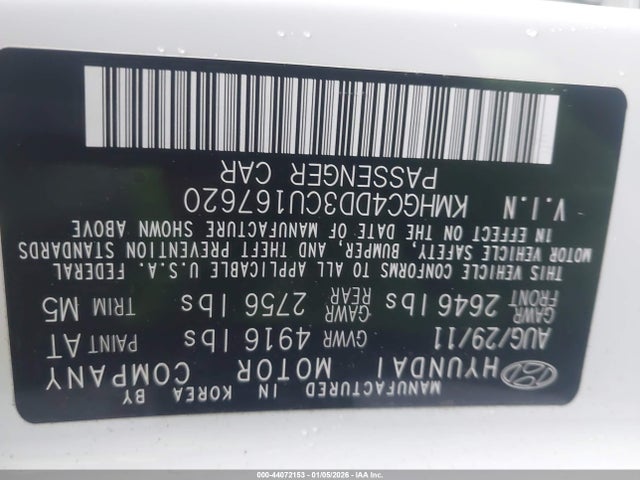 MANUFACTURED IN KOREA BY
HYUNDAI MOTOR COMPANY
AUG/29/11 GVWR 4916 lbs PAINT AT
GAWR FRONT 2646 lbs GAWR REAR 2756 lbs TRIM M5
THIS VEHICLE CONFORMS TO ALL APPLICABLE U.S.A. FEDERAL
MOTOR VEHICLE SAFETY, BUMPER, AND THEFT PREVENTION STANDARDS
IN EFFECT ON THE DATE OF MANUFACTURE SHOWN ABOVE
V.I.N KMHGC4DD3CU167620
PASSENGER CAR
000-44072153 | 01/05/2026 - IAA Inc.